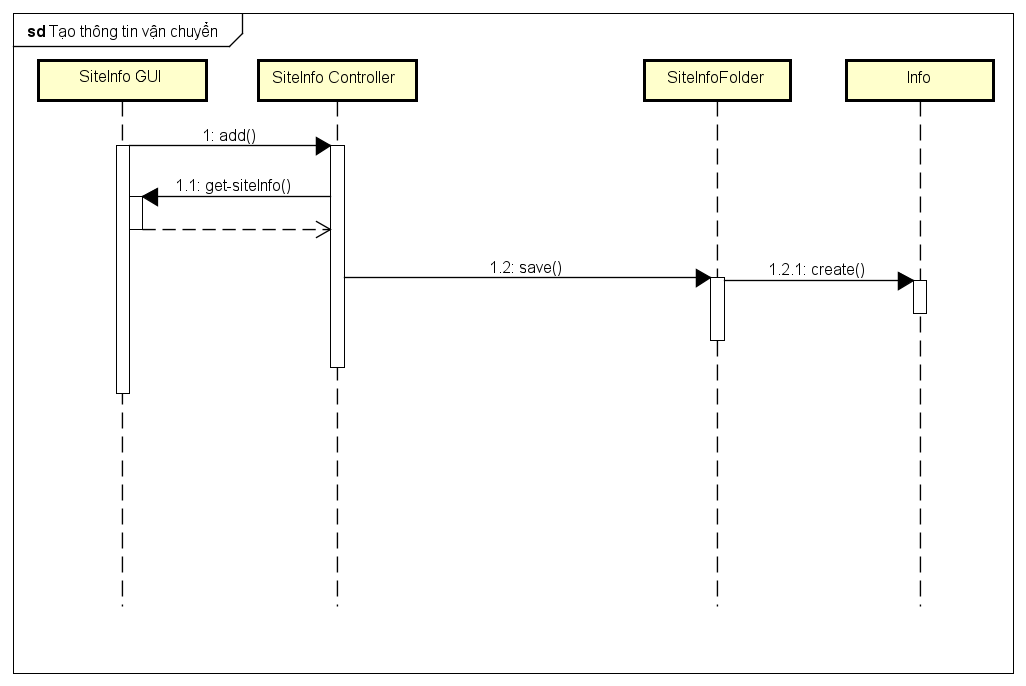 sd Tạo thông tin vận chuyển
SiteInfo GUI
SiteInfo Controller
SiteInfoFolder
Info
1: add()
1.1: get-siteInfo()
1.2: save()
1.2.1: create()